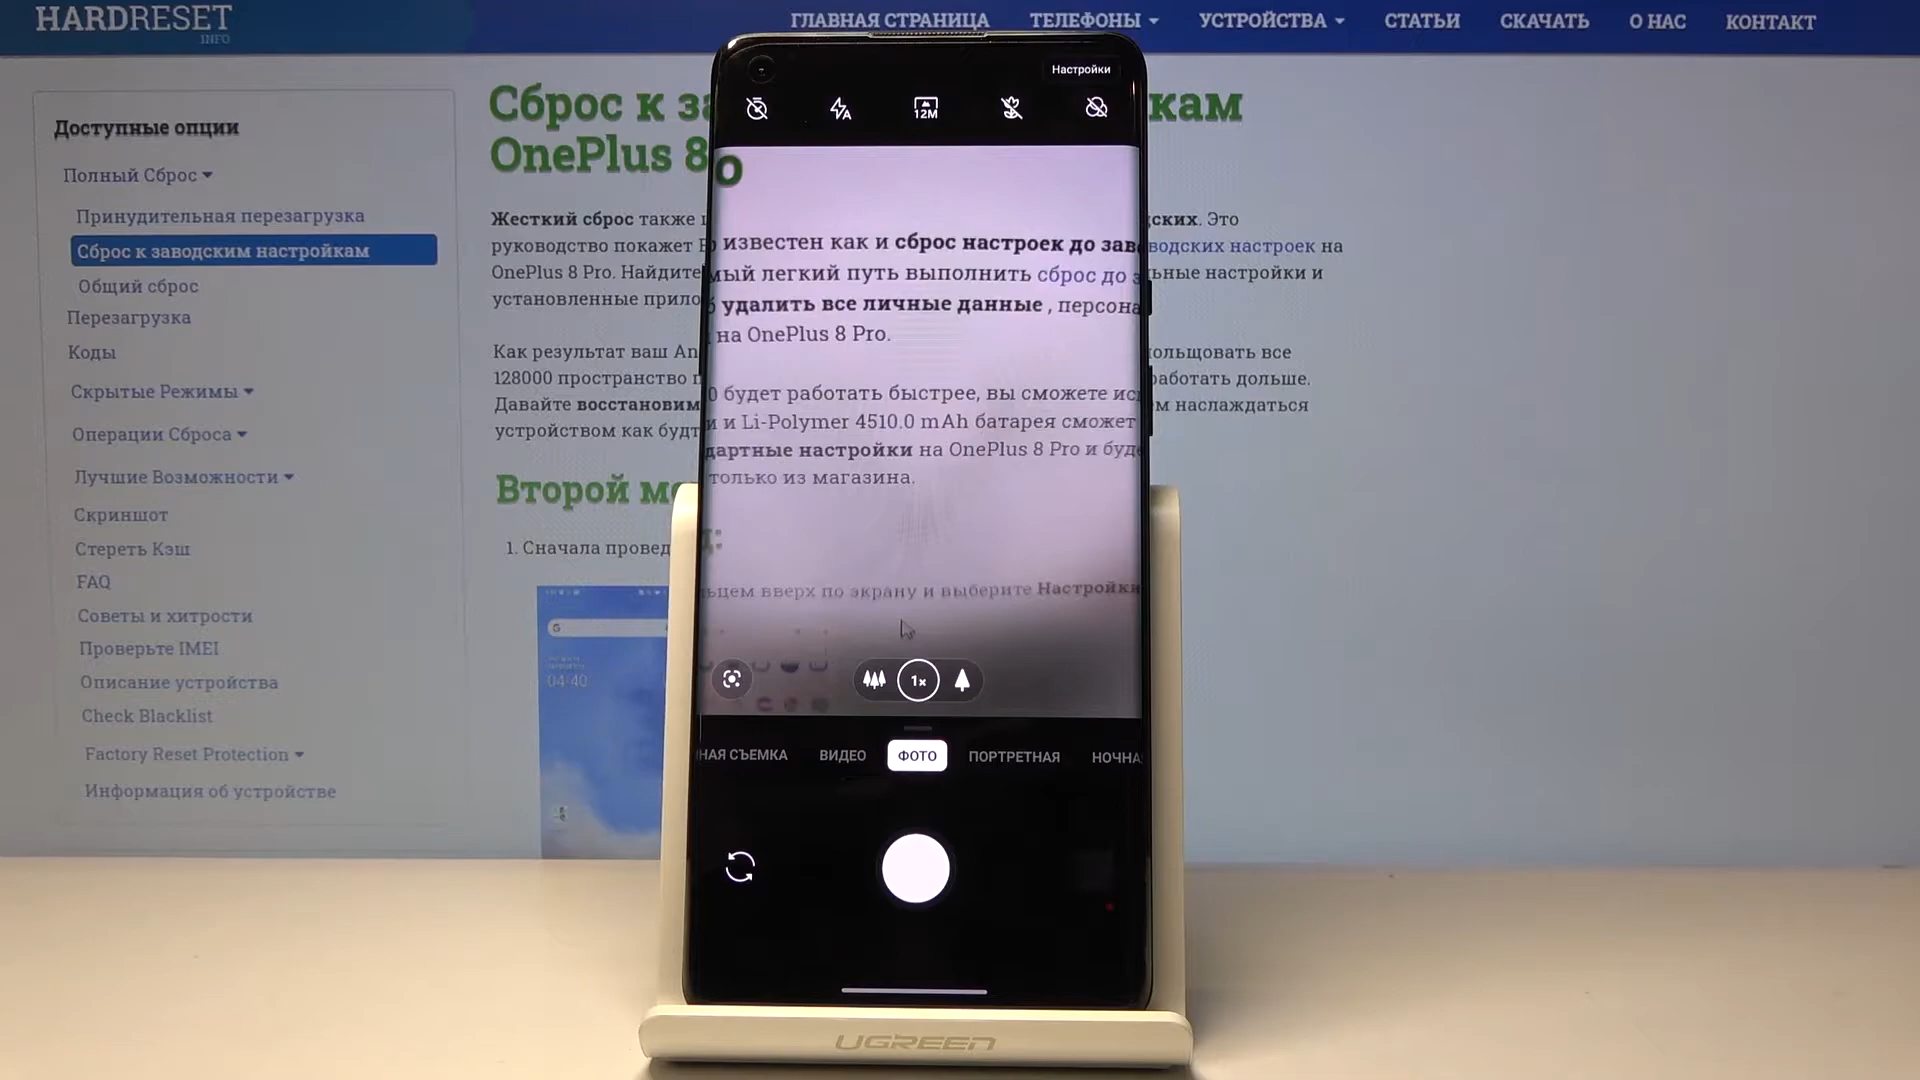 HARDRESET
INFO
ГЛАВНАЯ СТРАНИЦА
ТЕЛЕФОНЫ
УСТРОЙСТВА
СТАТЬИ
СКАЧАТЬ
О НАС
КОНТАКТ
Доступные опции
Полный Сброс
Принудительная перезагрузка
Сброс к заводским настройкам
Общий сброс
Перезагрузка
Коды
Скрытые Режимы
Операции Сброса
Лучшие Возможности
Скриншот
Стереть Кэш
FAQ
Советы и хитрости
Проверьте IMEI
Описание устройства
Check Blacklist
Factory Reset Protection
Информация об устройстве
Сброс к за
кам
OnePlus 8
Жесткий сброс также
ских. Это
руководство покажет
водских настроек на
OnePlus 8 Pro. Найдите
ьные настройки и
установленные прило
Как результат ваш An
ользовать все
128000 пространство
работать дольше.
Давайте восстановим
м наслаждаться
устройством как будт
Второй м
1. Сначала провед
04:40
Настройки
12M
о
известен как и сброс настроек до зав
мый легкий путь выполнить сброс до з
удалить все личные данные , персона
на OnePlus 8 Pro.
0 будет работать быстрее, вы сможете ис
и и Li-Polymer 4510.0 mAh батарея сможет
дартные настройки на OnePlus 8 Pro и буд
только из магазина.
д:
ьцем вверх по экрану и выберите Настройки
1×
НАЯ СЪЕМКА
ВИДЕО
ФОТО
ПОРТРЕТНАЯ
НОЧНА
UGREEN